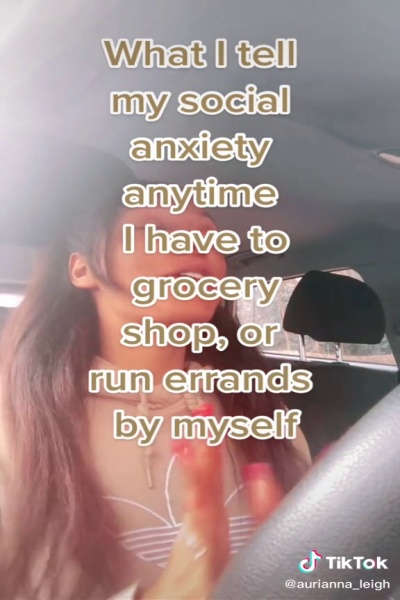 What I tell
my social
anxiety
anytime
I have to
grocery
shop, or
run errands
by myself
TikTok
@aurianna_leigh